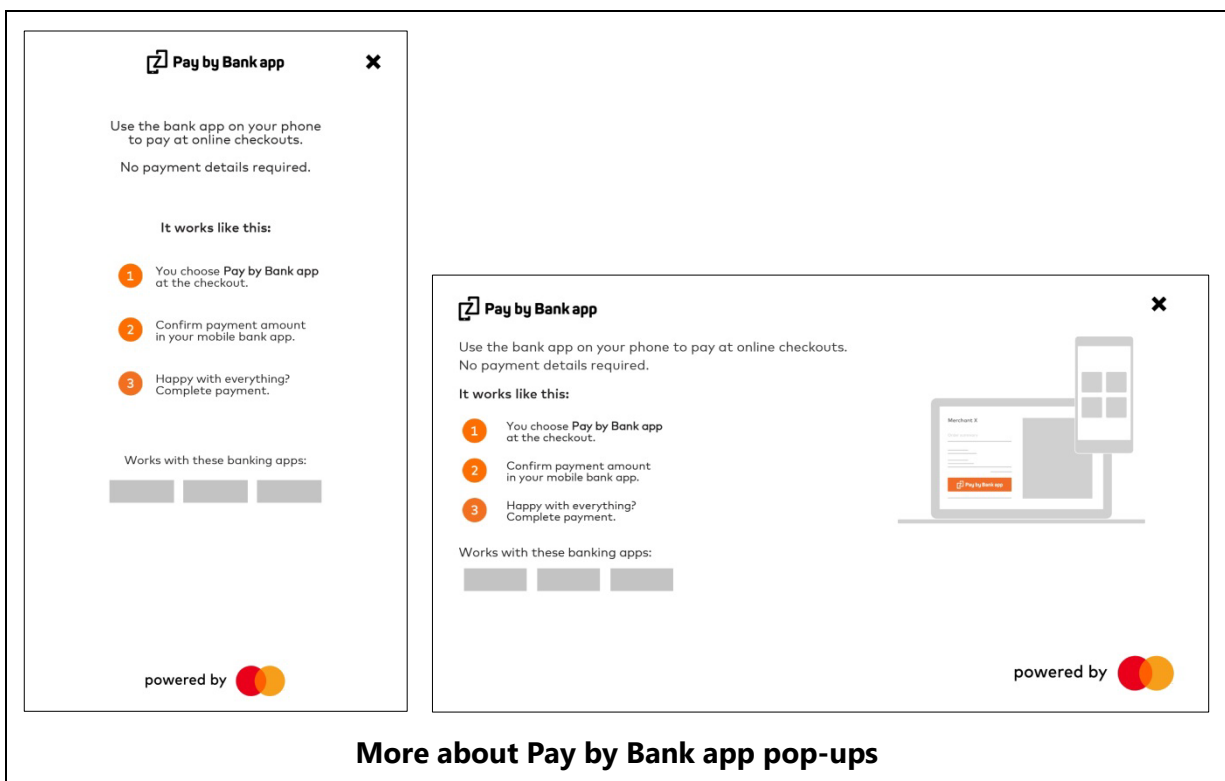 Pay by Bank app
Use the bank app on your phone
to pay at online checkouts.
No payment details required.
It works like this:
1 You choose Pay by Bank app
at the checkout.
2 Confirm payment amount
in your mobile bank app.
3 Happy with everything?
Complete payment.
Works with these banking apps:
powered by
Pay by Bank app
Use the bank app on your phone to pay at online checkouts.
No payment details required.
It works like this:
1 You choose Pay by Bank app
at the checkout.
2 Confirm payment amount
in your mobile bank app.
3 Happy with everything?
Complete payment.
Works with these banking apps:
Merchant X
Pay by Bank app
powered by
More about Pay by Bank app pop-ups